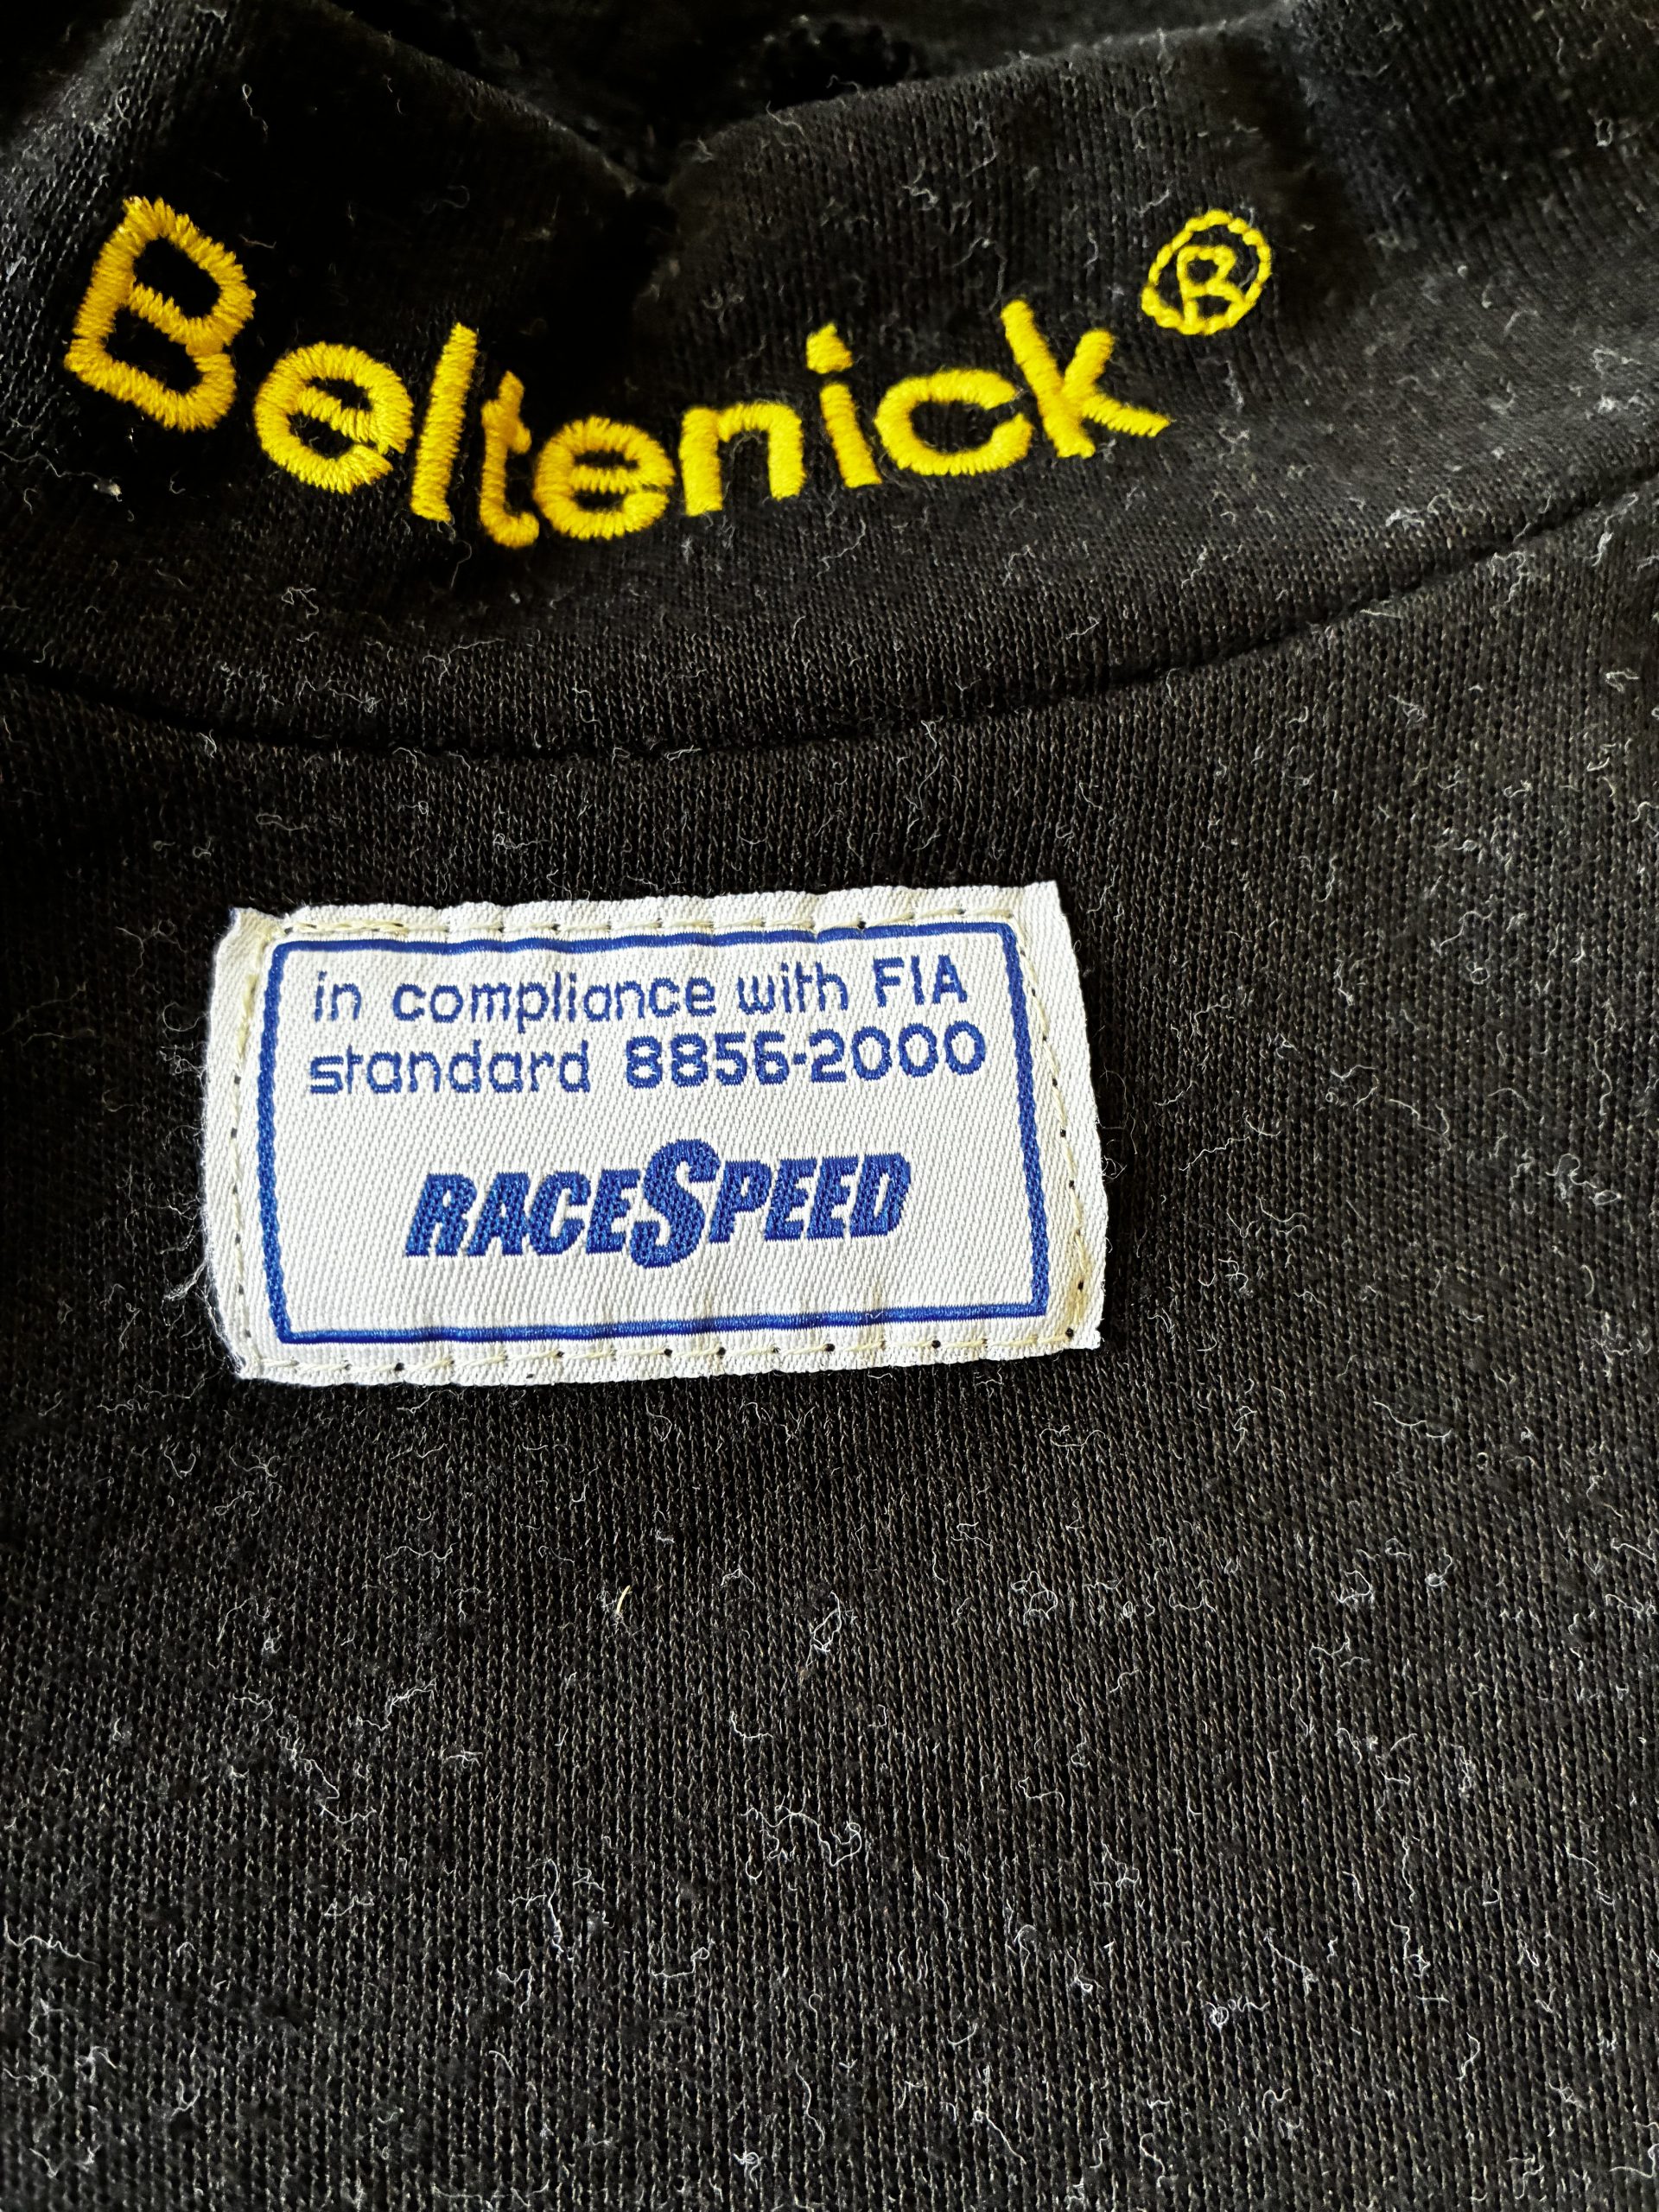 Beltenick®
in compliance with FIA
standard 8856-2000
RACESPEED